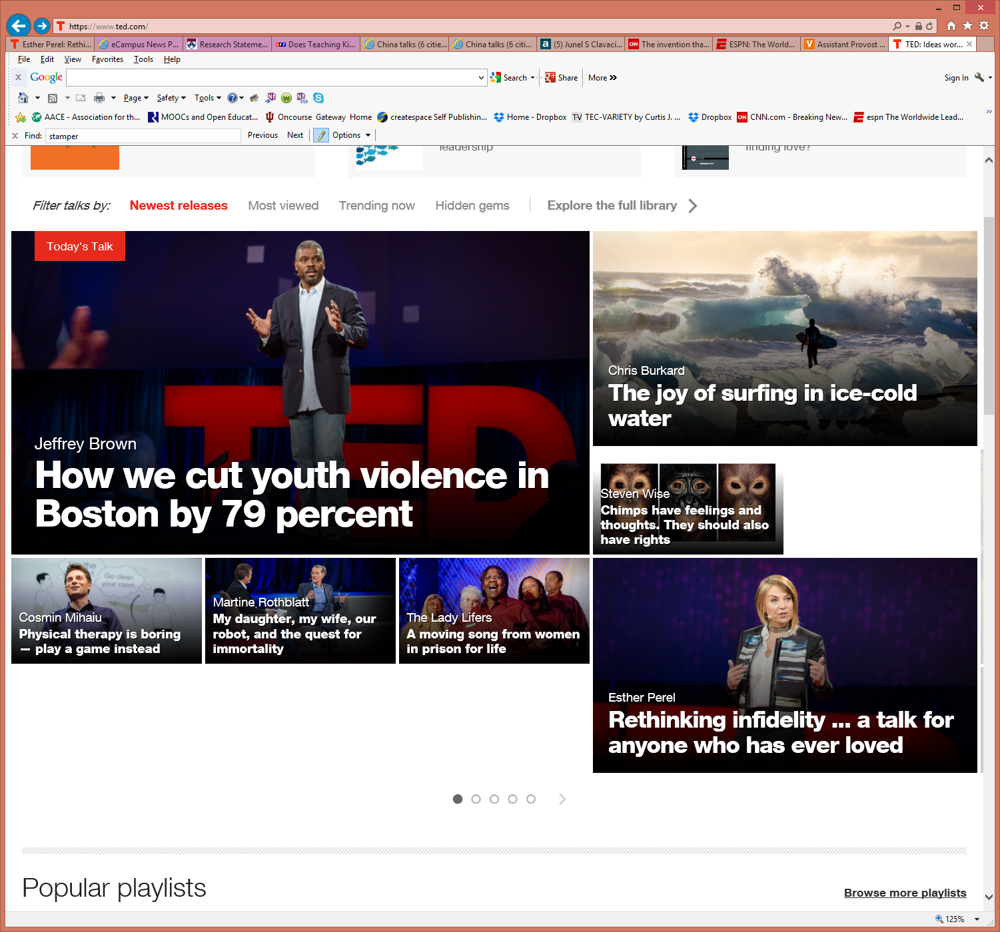 https://www.ted.com/
Esther Perel: Rethi...
eCampus News P...
Research Stateme...
Does Teaching Ki...
China talks (6 citie...
China talks (6 citi...
(5) Junel S Clavaci...
The invention tha...
ESPN: The World...
Assistant Provost ...
TED: Ideas wor...
File Edit View Favorites Tools Help
Google Search Share More Sign In
Page Safety Tools
AACE - Association for th... MOOCs and Open Educat... Oncourse Gateway Home createspace Self Publishin... Home - Dropbox TEC-VARIETY by Curtis J. ... Dropbox CNN.com - Breaking New... espn The Worldwide Lead...
Find: stamper Previous Next Options
leadership
finding love?
Filter talks by: Newest releases Most viewed Trending now Hidden gems Explore the full library
Today's Talk
TED
Jeffrey Brown
How we cut youth violence in
Boston by 79 percent
Chris Burkard
The joy of surfing in ice-cold
water
Steven Wise
Chimps have feelings and
thoughts. They should also
have rights
Go clean
your room.
Cosmin Mihaiu
Physical therapy is boring
— play a game instead
Martine Rothblatt
My daughter, my wife, our
robot, and the quest for
immortality
The Lady Lifers
A moving song from women
in prison for life
Esther Perel
Rethinking infidelity ... a talk for
anyone who has ever loved
Popular playlists
Browse more playlists
125%